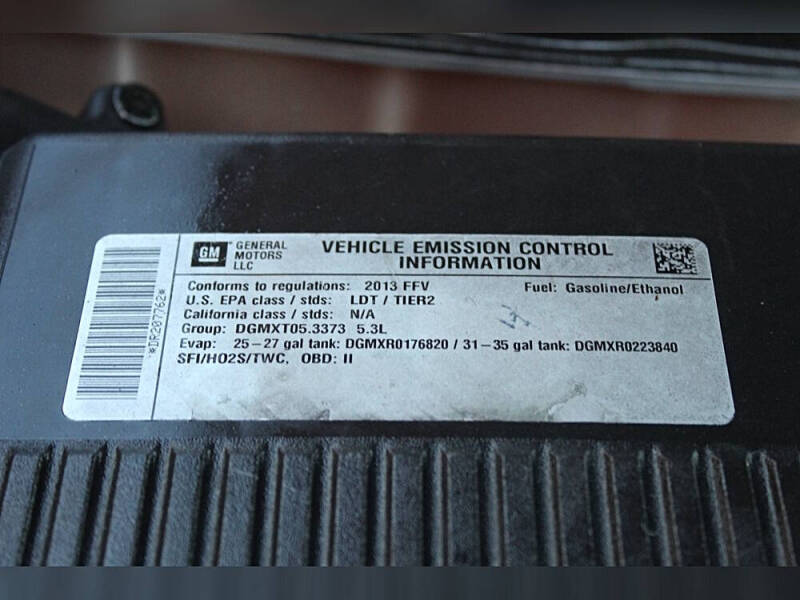 GM GENERAL MOTORS LLC
VEHICLE EMISSION CONTROL
INFORMATION
Conforms to regulations: 2013 FFV Fuel: Gasoline/Ethanol
U.S. EPA class / stds: LDT / TIER2
California class / stds: N/A
Group: DGMXT05.3373 5.3L
Evap: 25-27 gal tank: DGMXR0176820 / 31-35 gal tank: DGMXR0223840
SFI/HO2S/TWC, OBD: II
*DR207762*